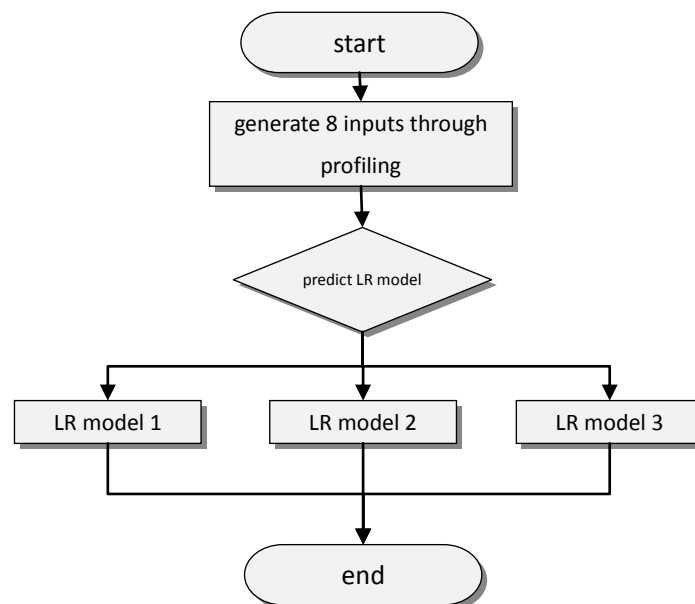 start
generate 8 inputs through
profiling
predict LR model
LR model 1
LR model 2
LR model 3
end